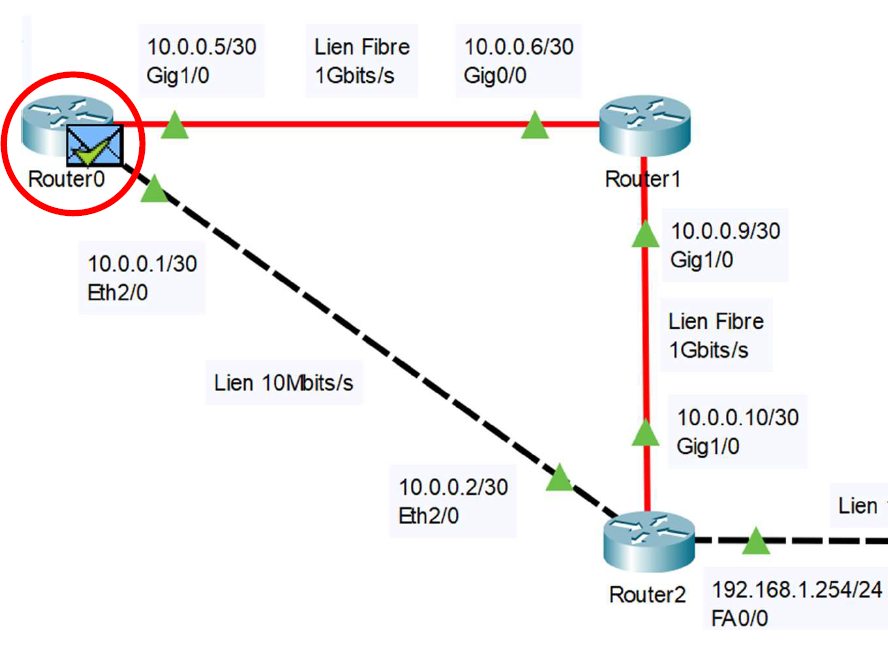 10.0.0.5/30
Gig1/0
Lien Fibre
1Gbits/s
10.0.0.6/30
Gig0/0
Router0
Router1
10.0.0.1/30
Eth2/0
10.0.0.9/30
Gig1/0
Lien Fibre
1Gbits/s
Lien 10Mbits/s
10.0.0.10/30
Gig1/0
10.0.0.2/30
Eth2/0
Lien
Router2
192.168.1.254/24
FA0/0